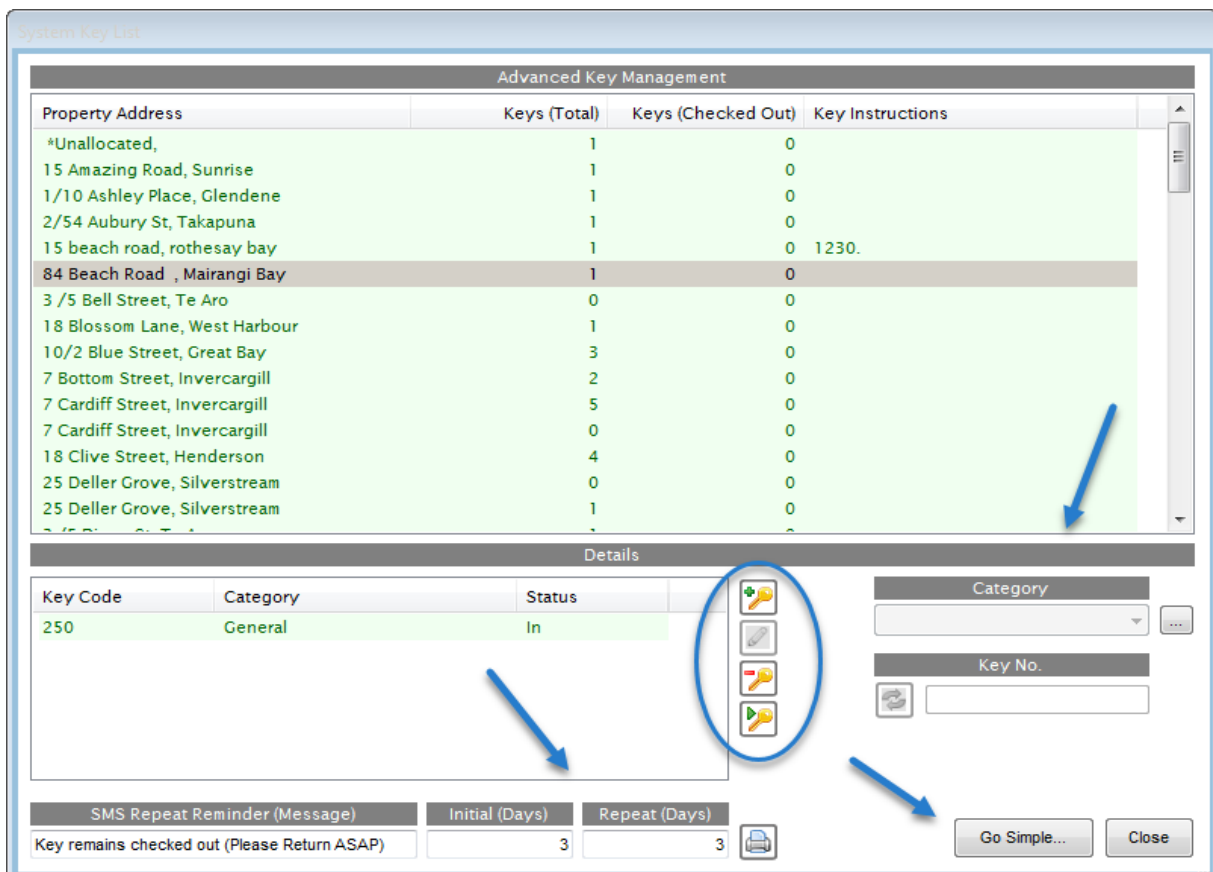 System Key List
Advanced Key Management
Property Address Keys (Total) Keys (Checked Out) Key Instructions
*Unallocated, 1 0
15 Amazing Road, Sunrise 1 0
1/10 Ashley Place, Glendene 1 0
2/54 Aubury St, Takapuna 1 0
15 beach road, rothesay bay 1 0 1230.
84 Beach Road , Mairangi Bay 1 0
3 /5 Bell Street, Te Aro 0 0
18 Blossom Lane, West Harbour 1 0
10/2 Blue Street, Great Bay 3 0
7 Bottom Street, Invercargill 2 0
7 Cardiff Street, Invercargill 5 0
7 Cardiff Street, Invercargill 0 0
18 Clive Street, Henderson 4 0
25 Deller Grove, Silverstream 0 0
25 Deller Grove, Silverstream 1 0
Details
Key Code Category Status
250 General In
Category
...
Key No.
SMS Repeat Reminder (Message) Initial (Days) Repeat (Days)
Key remains checked out (Please Return ASAP) 3 3
Go Simple... Close